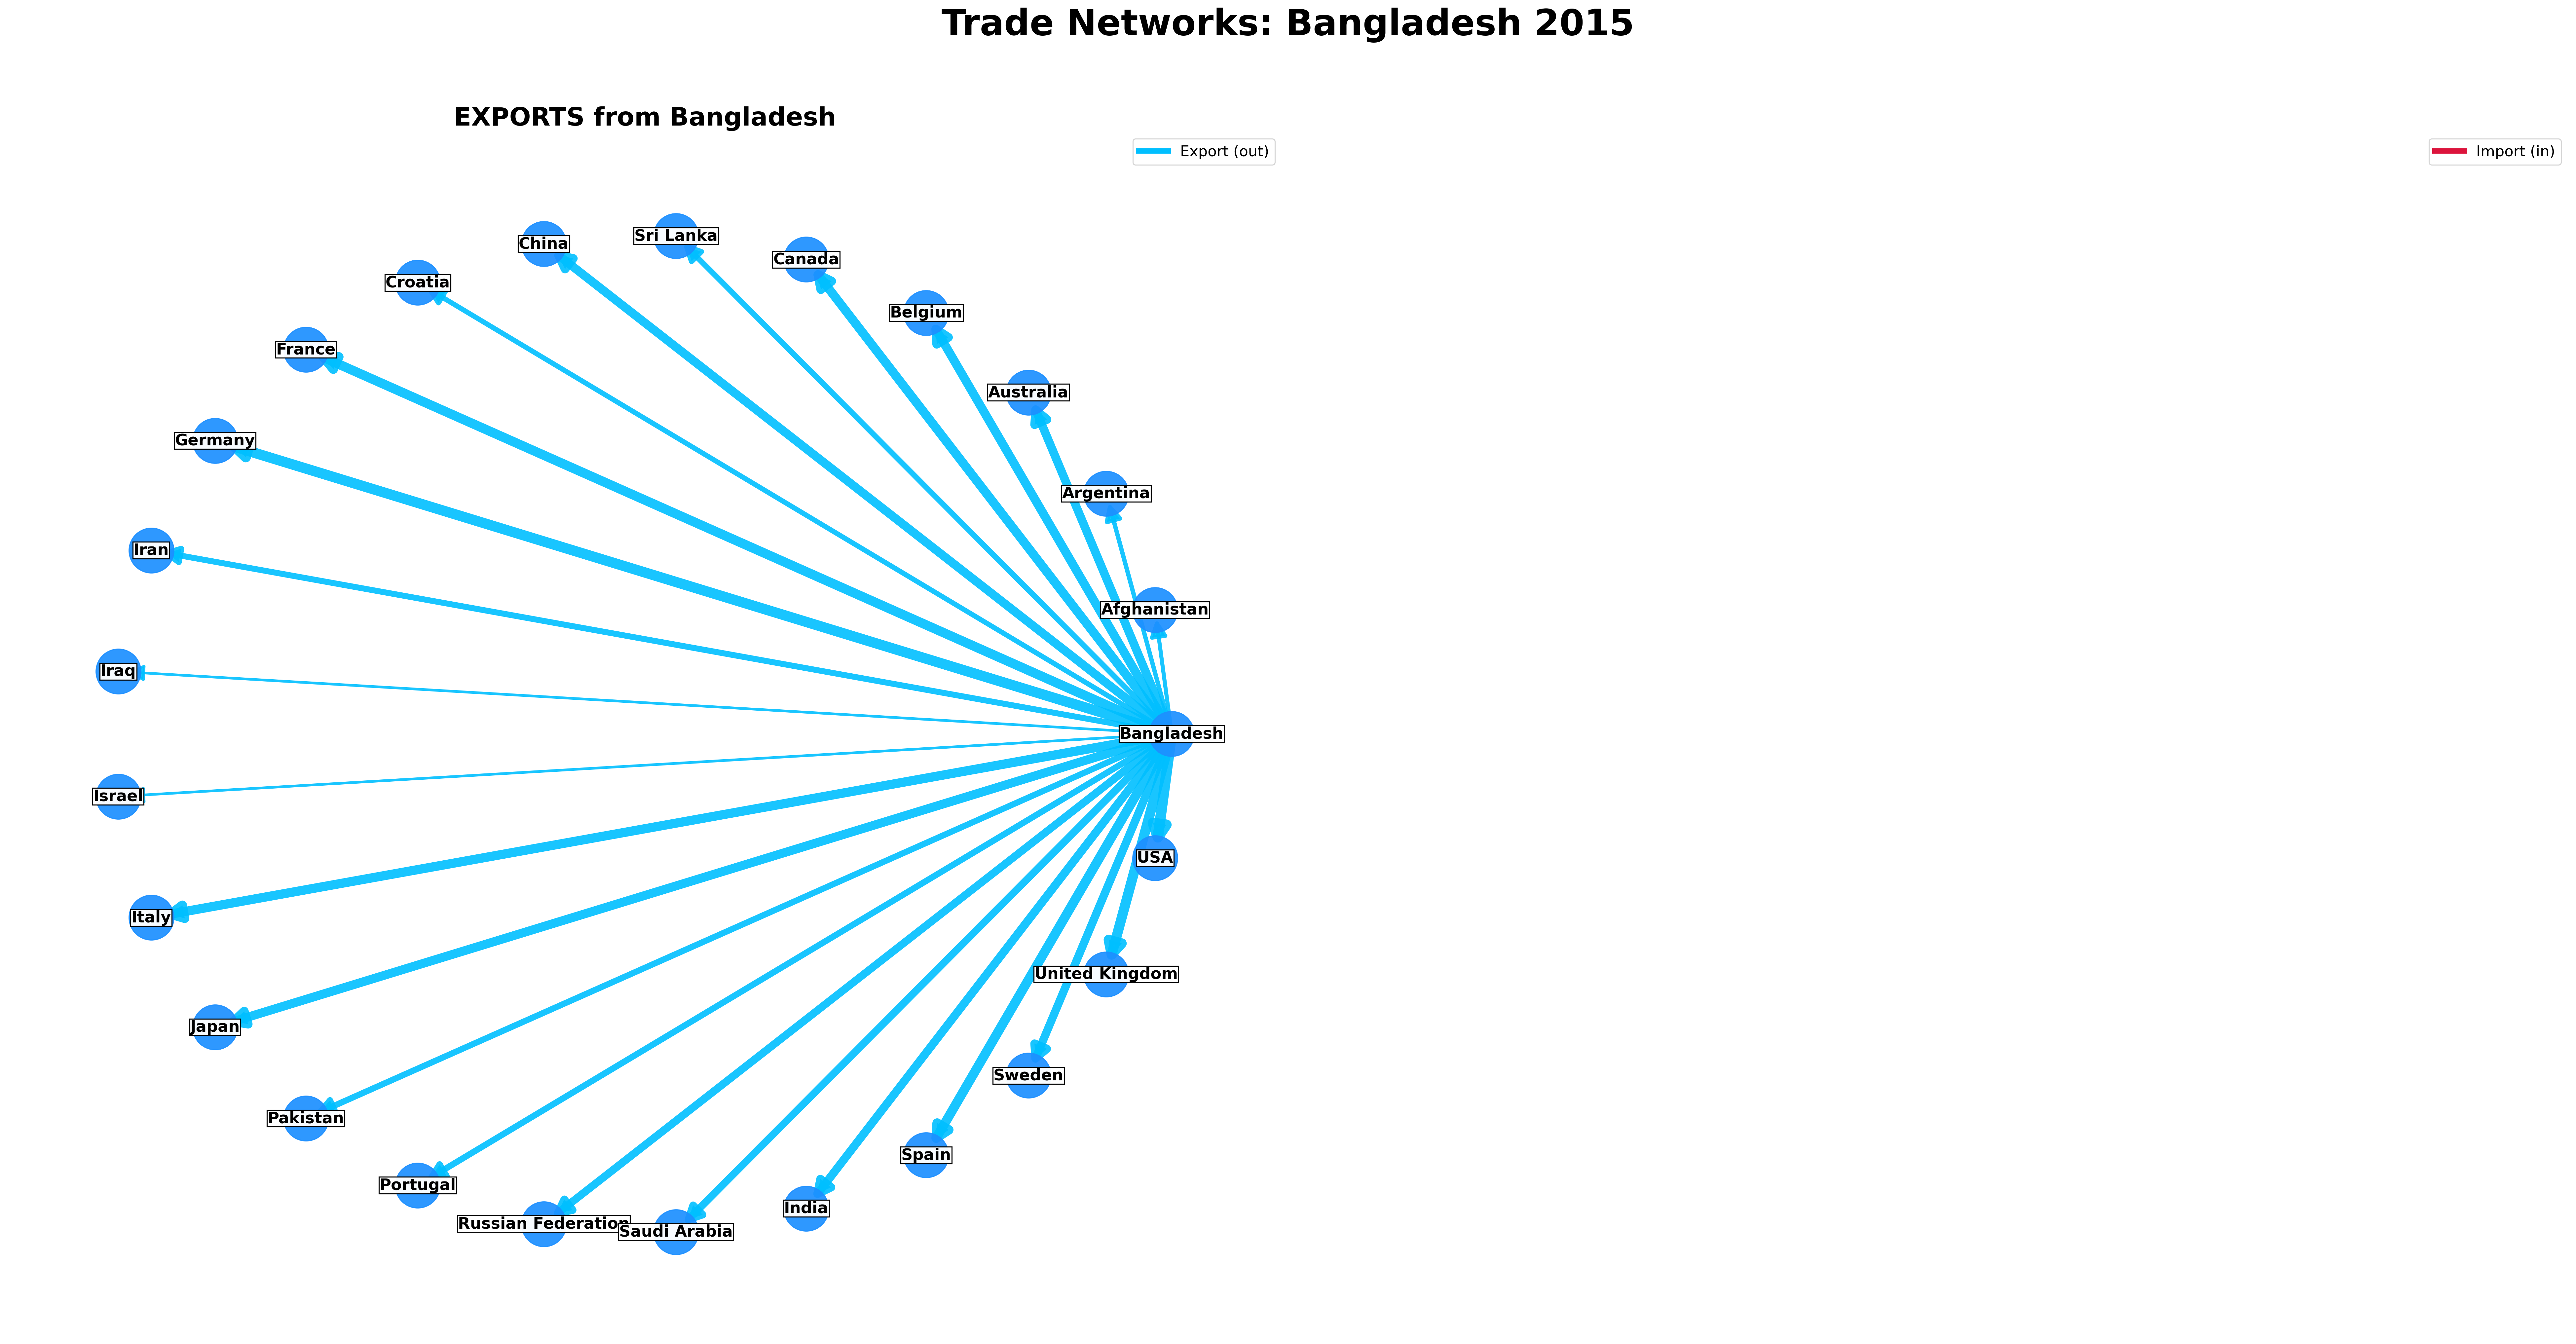 Trade Networks: Bangladesh 2015
EXPORTS from Bangladesh
Export (out)
Import (in)
Sri Lanka
China
Canada
Croatia
Belgium
France
Australia
Germany
Argentina
Iran
Afghanistan
Iraq
Bangladesh
Israel
USA
Italy
United Kingdom
Japan
Sweden
Pakistan
Spain
Portugal
India
Russian Federation
Saudi Arabia